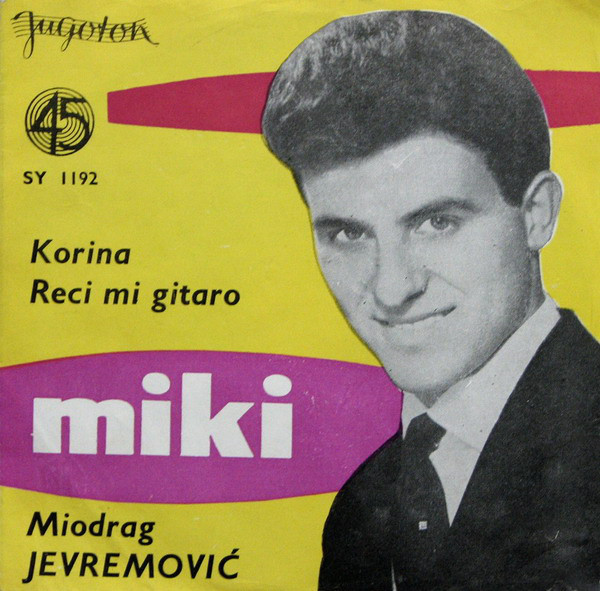 Jugoton
45
SY 1192
Korina
Reci mi gitaro
miki
Miodrag
JEVREMOVIĆ